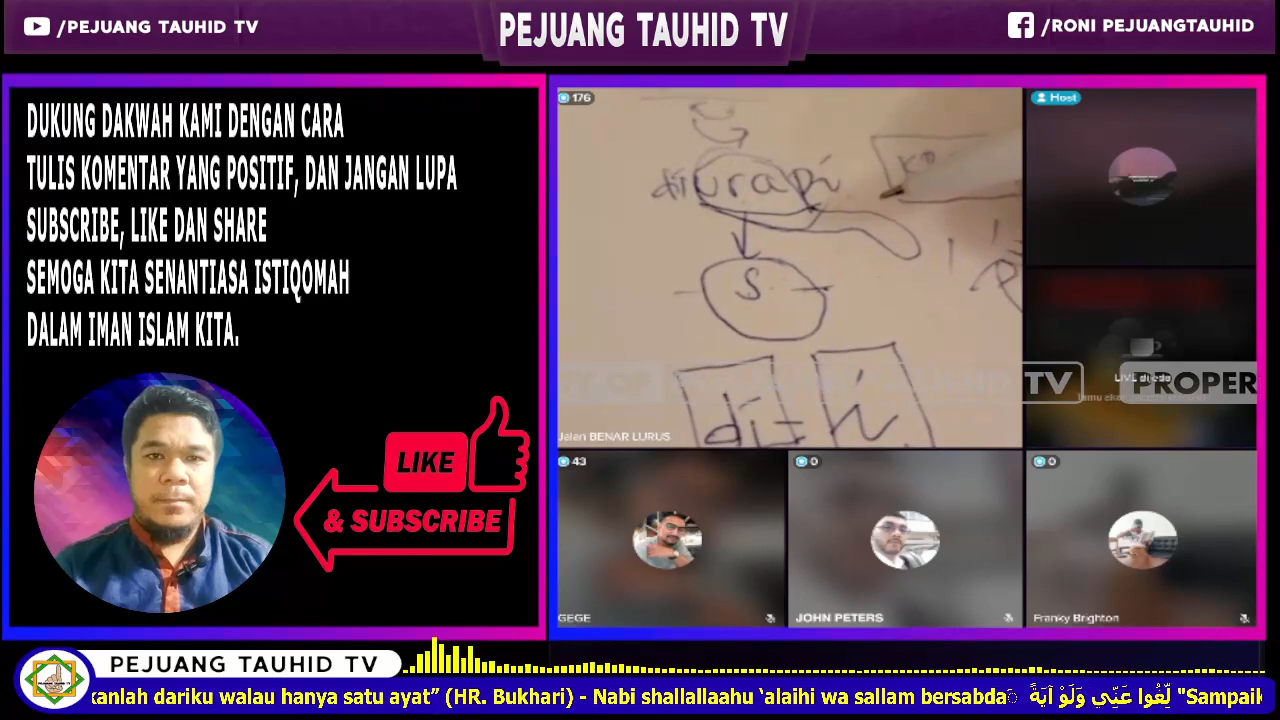 /PEJUANG TAUHID TV
PEJUANG TAUHID TV
/RONI PEJUANGTAUHID
DUKUNG DAKWAH KAMI DENGAN CARA
TULIS KOMENTAR YANG POSITIF, DAN JANGAN LUPA
SUBSCRIBE, LIKE DAN SHARE
SEMOGA KITA SENANTIASA ISTIQOMAH
DALAM IMAN ISLAM KITA.
LIKE
& SUBSCRIBE
176
Host
diurapi
S
di
Jalan BENAR LURUS
TV
PROPER
43
GEGE
0
JOHN PETERS
0
Franky Brighton
PEJUANG TAUHID TV
kanlah dariku walau hanya satu ayat” (HR. Bukhari) - Nabi shallallaahu ‘alaihi wa sallam bersabda لِّغُوا عَنِّي وَلَوْ آيَةً "Sampaik